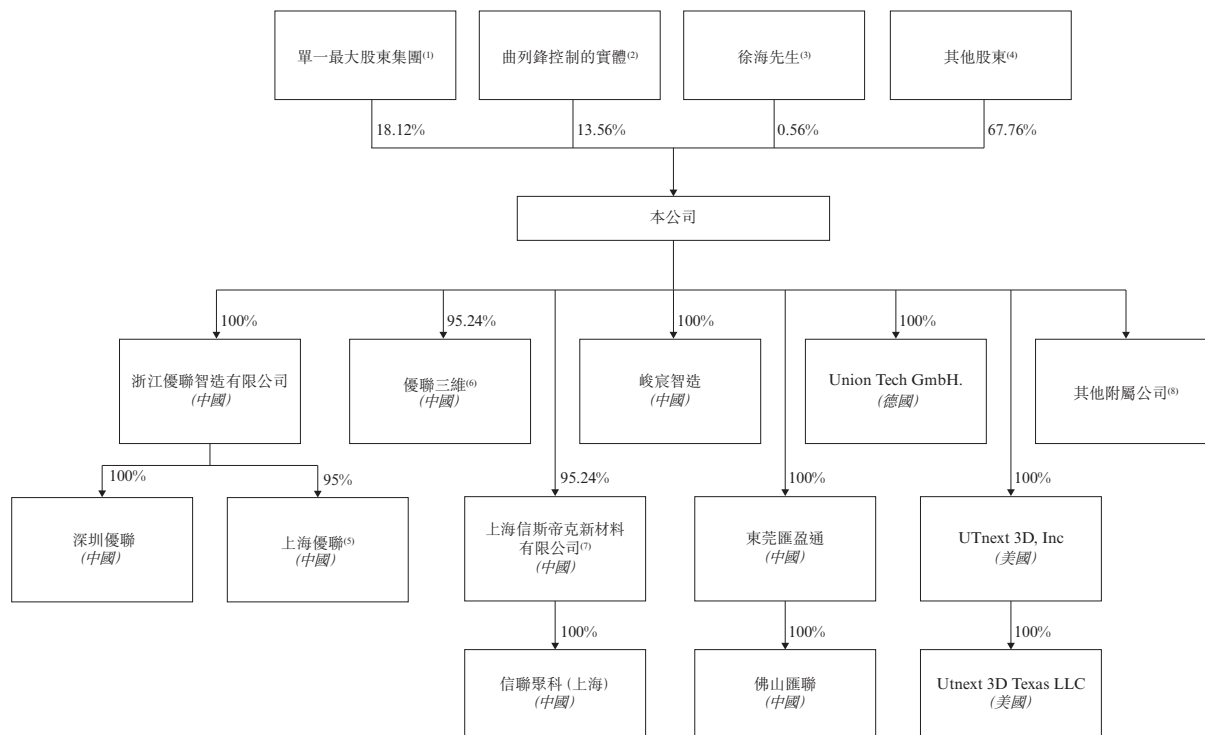 單一最大股東集團(1)
曲列鋒控制的實體(2)
徐海先生(3)
其他股東(4)
18.12%
13.56%
0.56%
67.76%
本公司
100%
95.24%
100%
100%
浙江優聯智造有限公司
(中國)
優聯三維(6)
(中國)
峻宸智造
(中國)
Union Tech GmbH.
(德國)
其他附屬公司(8)
100%
95%
95.24%
100%
100%
深圳優聯
(中國)
上海優聯(5)
(中國)
上海信斯帝克新材料
有限公司(7)
(中國)
東莞匯盈通
(中國)
UTnext 3D, Inc
(美國)
100%
100%
100%
信聯聚科 (上海)
(中國)
佛山匯聯
(中國)
Utnext 3D Texas LLC
(美國)